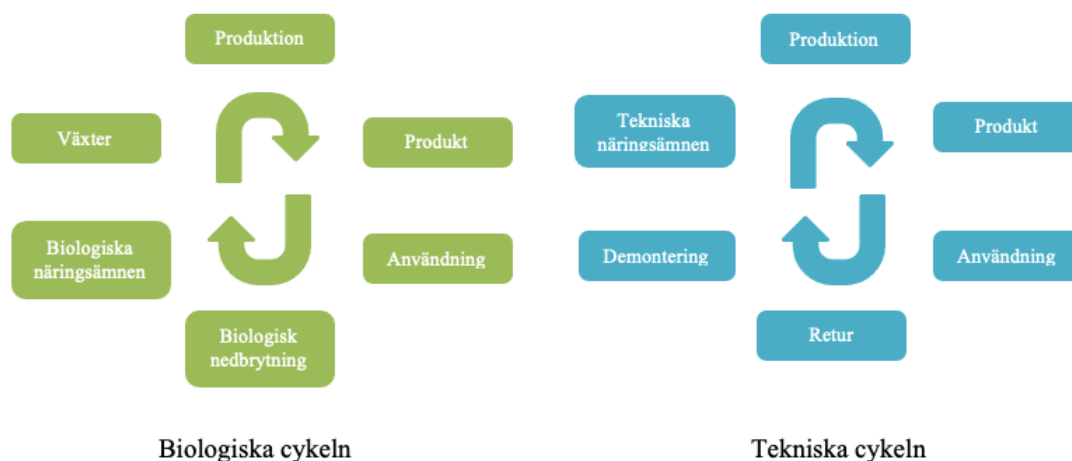 Produktion
Växter
Produkt
Biologiska
näringsämnen
Användning
Biologisk
nedbrytning
Biologiska cykeln
Produktion
Tekniska
näringsämnen
Produkt
Demontering
Användning
Retur
Tekniska cykeln